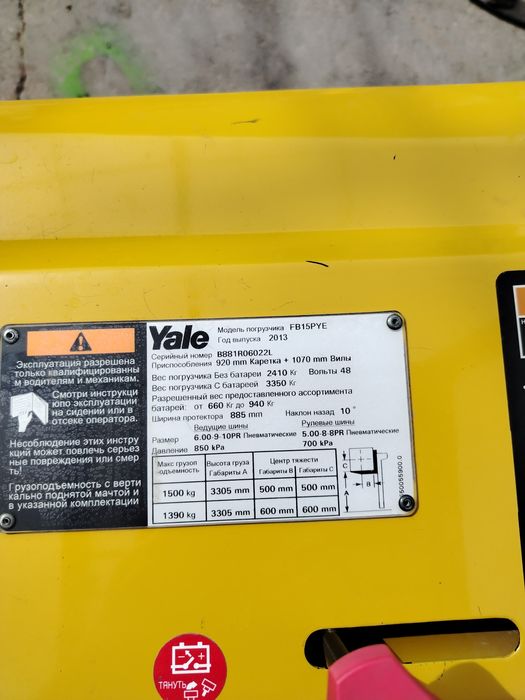 Эксплуатация разрешена
только квалифицированны
м водителям и механикам.
Смотри инструкци
юпо эксплуатации
на сидении или в
отсеке оператора.
Несоблюдение этих инстру
кций может повлечь серьез
ные повреждения или смер
ть!
Грузоподъемность с верти
кально поднятой мачтой и
в указанной комплектации
Yale
Модель погрузчика FB15PYE
Год выпуска 2013
Серийный номер B881R06022L
Приспособления 920 mm Каретка + 1070 mm Вилы
Вес погрузчика Без батареи 2410 Кг Вольты 48
Вес погрузчика С батареи 3350 Кг
Разрешенный вес предоставленного ассортимента
батарей: от 660 Кг до 940 Кг
Ширина протектора 885 mm Наклон назад 10°
Ведущие шины Рулевые шины
Размер 6.00-9-10PR Пневматические 5.00-8-8PR Пневматические
Давление 850 kPa 700 kPa
Макс грузоп Высота груза Центр тяжести
-одъемность Габариты A Габариты B Габариты C
1500 kg 3305 mm 500 mm 500 mm
1390 kg 3305 mm 600 mm 600 mm
C
B
A
550055900.0
ТЯНУТЬ